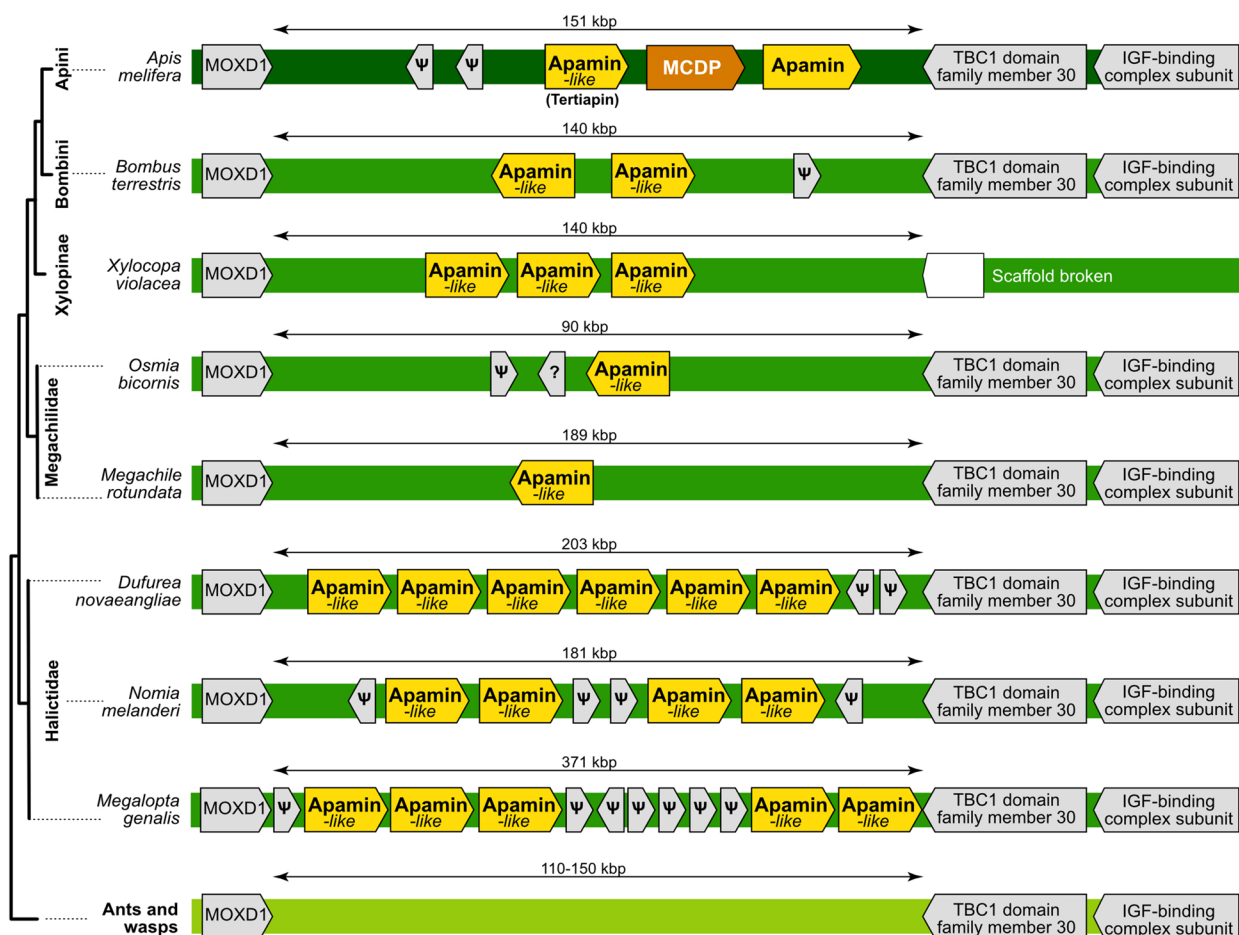 151 kbp
Apini
Apis
melifera
MOXD1
Ψ
Ψ
Apamin
-like
(Tertiapin)
MCDP
Apamin
TBC1 domain
family member 30
IGF-binding
complex subunit
140 kbp
Bombini
Bombus
terrestris
MOXD1
Apamin
-like
Apamin
-like
Ψ
TBC1 domain
family member 30
IGF-binding
complex subunit
140 kbp
Xylopinae
Xylocopa
violacea
MOXD1
Apamin
-like
Apamin
-like
Apamin
-like
Scaffold broken
90 kbp
Megachilidae
Osmia
bicornis
MOXD1
Ψ
?
Apamin
-like
TBC1 domain
family member 30
IGF-binding
complex subunit
189 kbp
Megachile
rotundata
MOXD1
Apamin
-like
TBC1 domain
family member 30
IGF-binding
complex subunit
203 kbp
Halictidae
Dufurea
novaeangliae
MOXD1
Apamin
-like
Apamin
-like
Apamin
-like
Apamin
-like
Apamin
-like
Apamin
-like
Ψ
Ψ
TBC1 domain
family member 30
IGF-binding
complex subunit
181 kbp
Nomia
melanderi
MOXD1
Ψ
Apamin
-like
Apamin
-like
Ψ
Ψ
Apamin
-like
Apamin
-like
Ψ
TBC1 domain
family member 30
IGF-binding
complex subunit
371 kbp
Megalopta
genalis
MOXD1
Ψ
Apamin
-like
Apamin
-like
Apamin
-like
Ψ
Ψ
Ψ
Ψ
Ψ
Ψ
Apamin
-like
Apamin
-like
TBC1 domain
family member 30
IGF-binding
complex subunit
110-150 kbp
Ants and
wasps
MOXD1
TBC1 domain
family member 30
IGF-binding
complex subunit